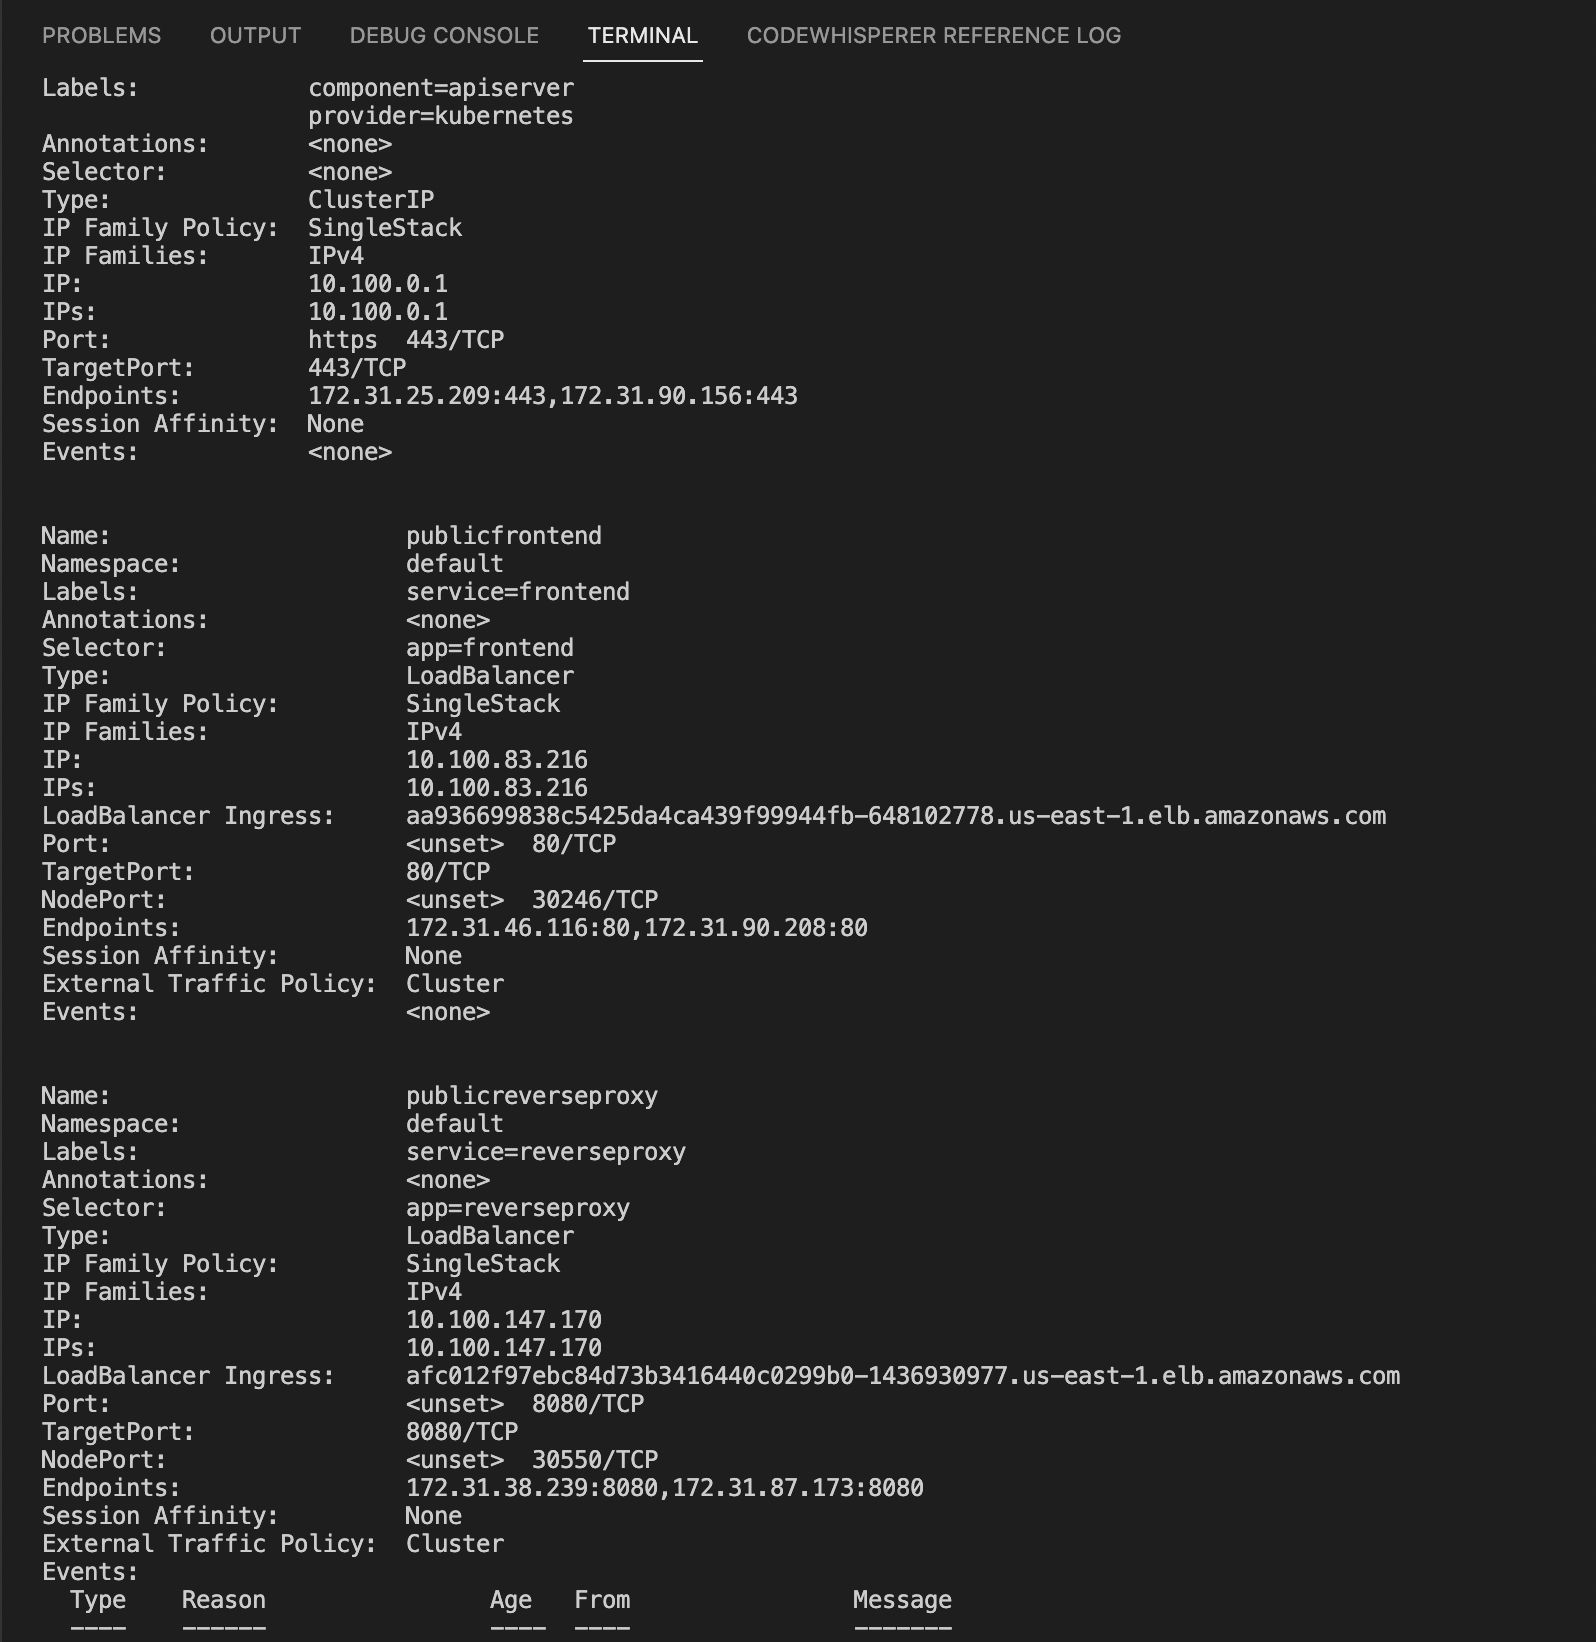 PROBLEMS OUTPUT DEBUG CONSOLE TERMINAL CODEWHISPERER REFERENCE LOG
Labels: component=apiserver
provider=kubernetes
Annotations: <none>
Selector: <none>
Type: ClusterIP
IP Family Policy: SingleStack
IP Families: IPv4
IP: 10.100.0.1
IPs: 10.100.0.1
Port: https 443/TCP
TargetPort: 443/TCP
Endpoints: 172.31.25.209:443,172.31.90.156:443
Session Affinity: None
Events: <none>
Name: publicfrontend
Namespace: default
Labels: service=frontend
Annotations: <none>
Selector: app=frontend
Type: LoadBalancer
IP Family Policy: SingleStack
IP Families: IPv4
IP: 10.100.83.216
IPs: 10.100.83.216
LoadBalancer Ingress: aa936699838c5425da4ca439f99944fb-648102778.us-east-1.elb.amazonaws.com
Port: <unset> 80/TCP
TargetPort: 80/TCP
NodePort: <unset> 30246/TCP
Endpoints: 172.31.46.116:80,172.31.90.208:80
Session Affinity: None
External Traffic Policy: Cluster
Events: <none>
Name: publicreverseproxy
Namespace: default
Labels: service=reverseproxy
Annotations: <none>
Selector: app=reverseproxy
Type: LoadBalancer
IP Family Policy: SingleStack
IP Families: IPv4
IP: 10.100.147.170
IPs: 10.100.147.170
LoadBalancer Ingress: afc012f97ebc84d73b3416440c0299b0-1436930977.us-east-1.elb.amazonaws.com
Port: <unset> 8080/TCP
TargetPort: 8080/TCP
NodePort: <unset> 30550/TCP
Endpoints: 172.31.38.239:8080,172.31.87.173:8080
Session Affinity: None
External Traffic Policy: Cluster
Events:
Type Reason Age From Message
---- ------ ---- ---- -------